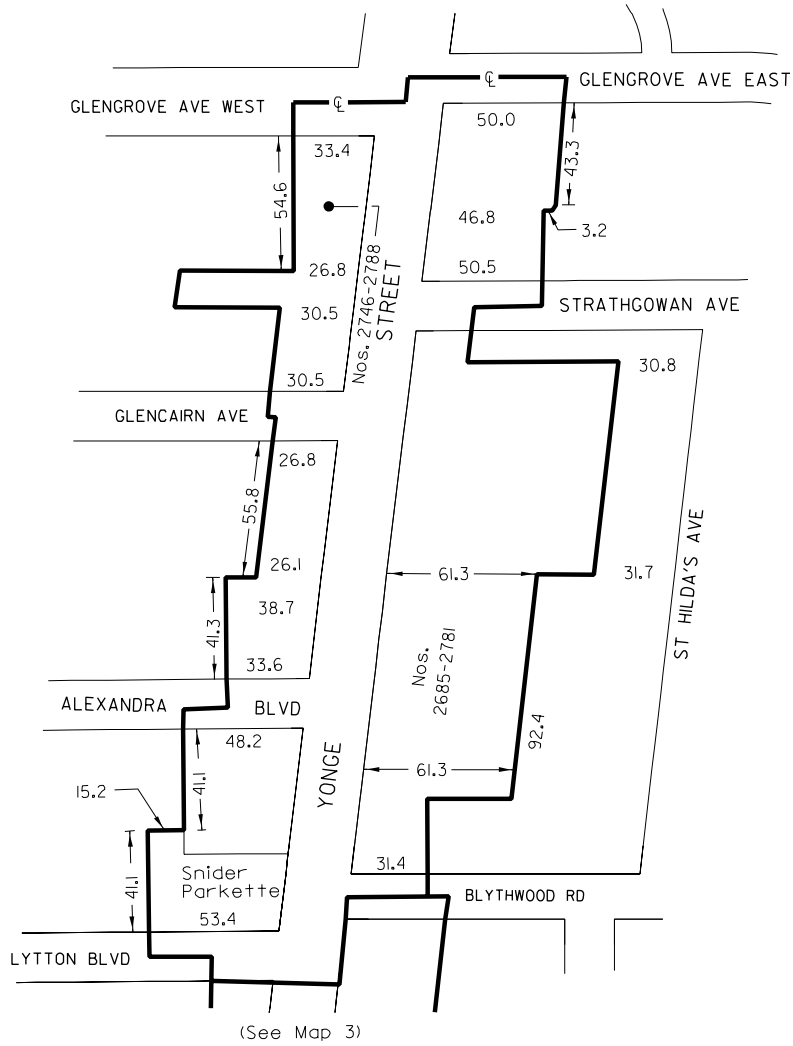 ℄
GLENGROVE AVE EAST
GLENGROVE AVE WEST
℄
50.0
33.4
43.3
54.6
46.8
3.2
26.8
50.5
Nos. 2746-2788
STREET
30.5
STRATHGOWAN AVE
30.5
30.8
GLENCAIRN AVE
26.8
55.8
26.1
61.3
31.7
38.7
41.3
ST HILDA'S AVE
Nos.
2685-2781
33.6
ALEXANDRA BLVD
48.2
92.4
YONGE
61.3
15.2
41.1
31.4
Snider
Parkette
41.1
BLYTHWOOD RD
53.4
LYTTON BLVD
(See Map 3)